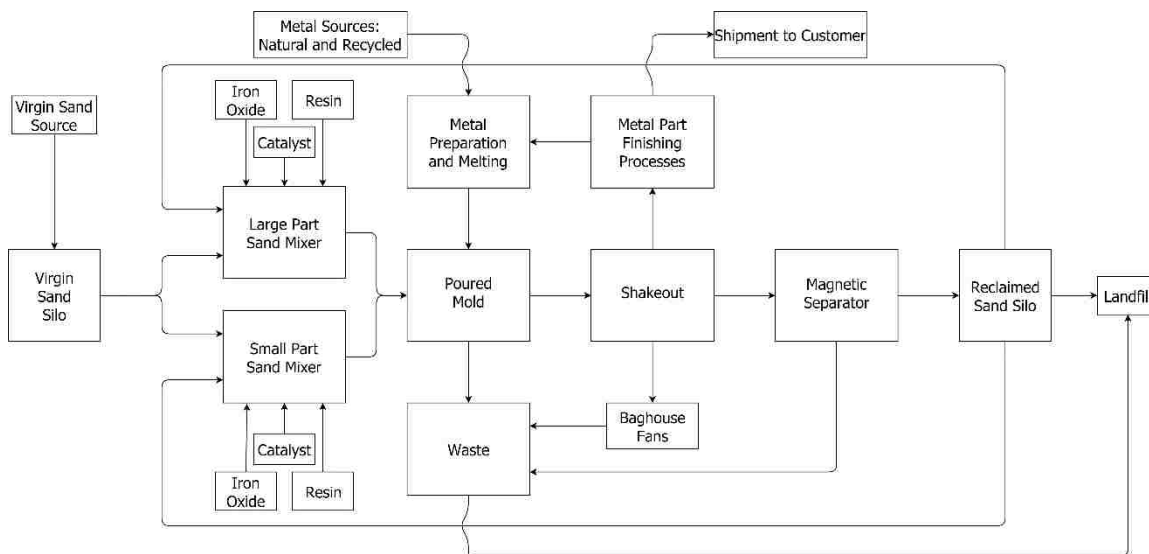 Metal Sources:
Natural and Recycled
Shipment to Customer
Virgin Sand
Source
Iron
Oxide
Resin
Catalyst
Metal
Preparation
and Melting
Metal Part
Finishing
Processes
Large Part
Sand Mixer
Virgin
Sand
Silo
Poured
Mold
Shakeout
Magnetic
Separator
Reclaimed
Sand Silo
Landfill
Small Part
Sand Mixer
Baghouse
Fans
Waste
Catalyst
Iron
Oxide
Resin